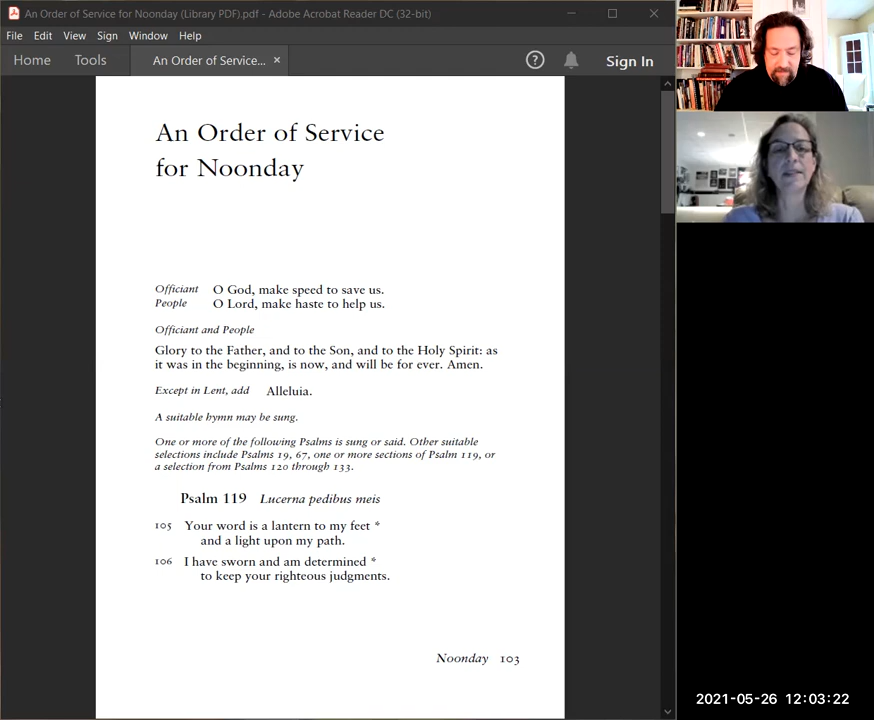 An Order of Service for Noonday (Library PDF).pdf - Adobe Acrobat Reader DC (32-bit)
File Edit View Sign Window Help
Home Tools An Order of Service... × ? Sign In
An Order of Service
for Noonday
Officiant O God, make speed to save us.
People O Lord, make haste to help us.
Officiant and People
Glory to the Father, and to the Son, and to the Holy Spirit: as
it was in the beginning, is now, and will be for ever. Amen.
Except in Lent, add Alleluia.
A suitable hymn may be sung.
One or more of the following Psalms is sung or said. Other suitable
selections include Psalms 19, 67, one or more sections of Psalm 119, or
a selection from Psalms 120 through 133.
Psalm 119 Lucerna pedibus meis
105 Your word is a lantern to my feet *
and a light upon my path.
106 I have sworn and am determined *
to keep your righteous judgments.
Noonday 103
2021-05-26 12:03:22